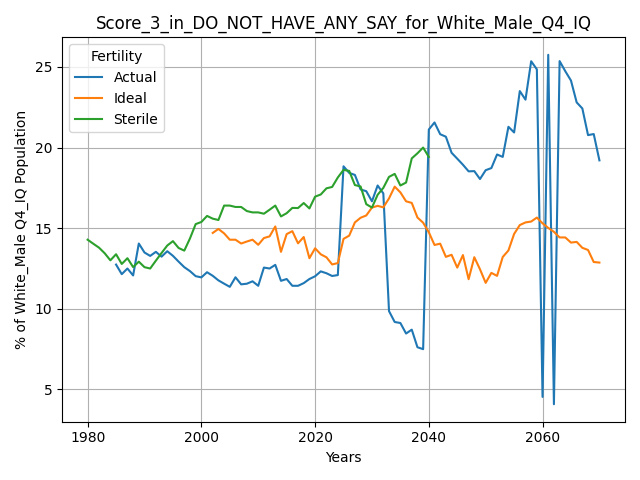 Score_3_in_DO_NOT_HAVE_ANY_SAY_for_White_Male_Q4_IQ
Fertility
Actual
Ideal
Sterile
% of White_Male Q4_IQ Population
25
20
15
10
5
1980
2000
2020
2040
2060
Years